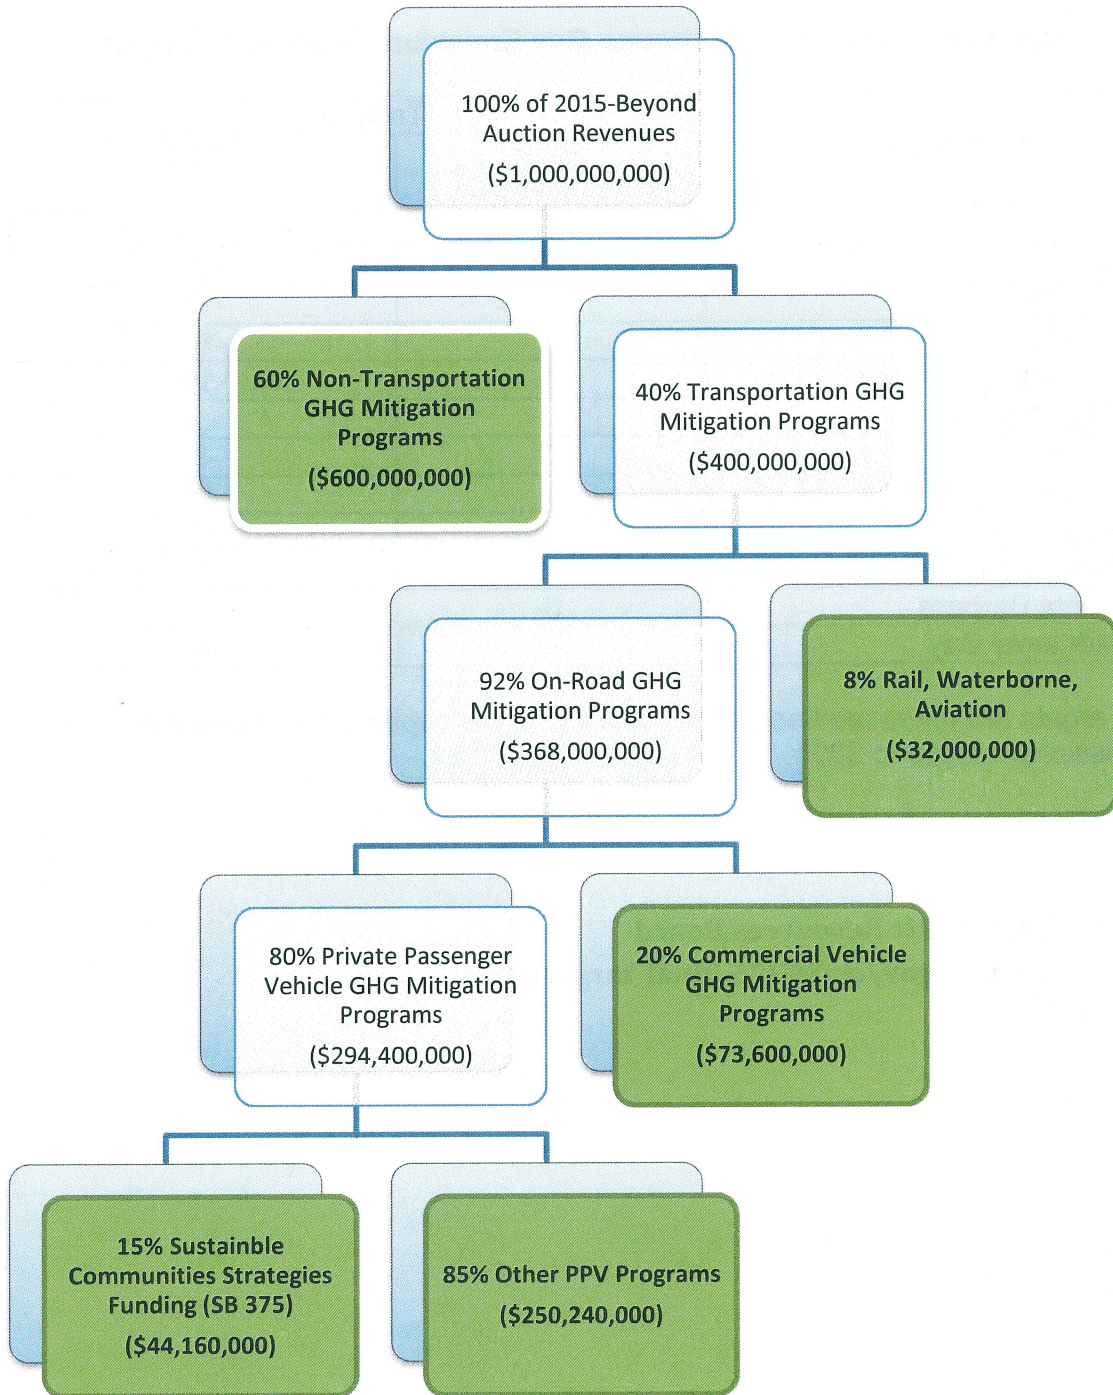 100% of 2015-Beyond
Auction Revenues
($1,000,000,000)
60% Non-Transportation
GHG Mitigation
Programs
($600,000,000)
40% Transportation GHG
Mitigation Programs
($400,000,000)
92% On-Road GHG
Mitigation Programs
($368,000,000)
8% Rail, Waterborne,
Aviation
($32,000,000)
80% Private Passenger
Vehicle GHG Mitigation
Programs
($294,400,000)
20% Commercial Vehicle
GHG Mitigation
Programs
($73,600,000)
15% Sustainble
Communities Strategies
Funding (SB 375)
($44,160,000)
85% Other PPV Programs
($250,240,000)